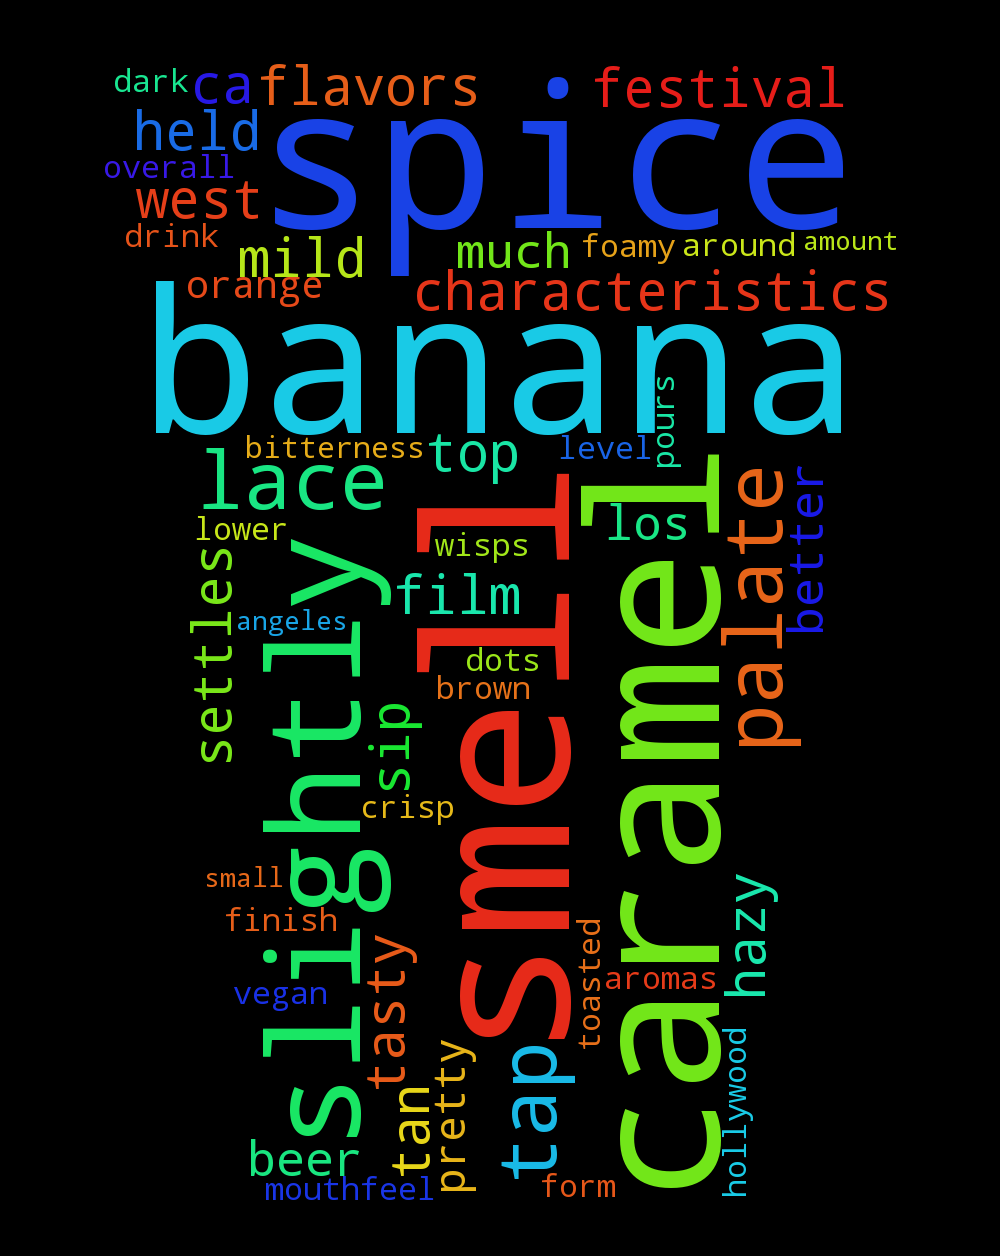 dark
ca
flavors
festival
spice
held
overall
west
drink
mild
much
foamy
around
amount
orange
characteristics
banana
pours
bitterness
top
level
lace
los
palate
better
lower
wisps
settles
slightly
film
smell
caramel
angeles
dots
brown
sip
crisp
small
finish
hazy
vegan
tasty
toasted
aromas
hollywood
tap
pretty
tan
beer
mouthfeel
form